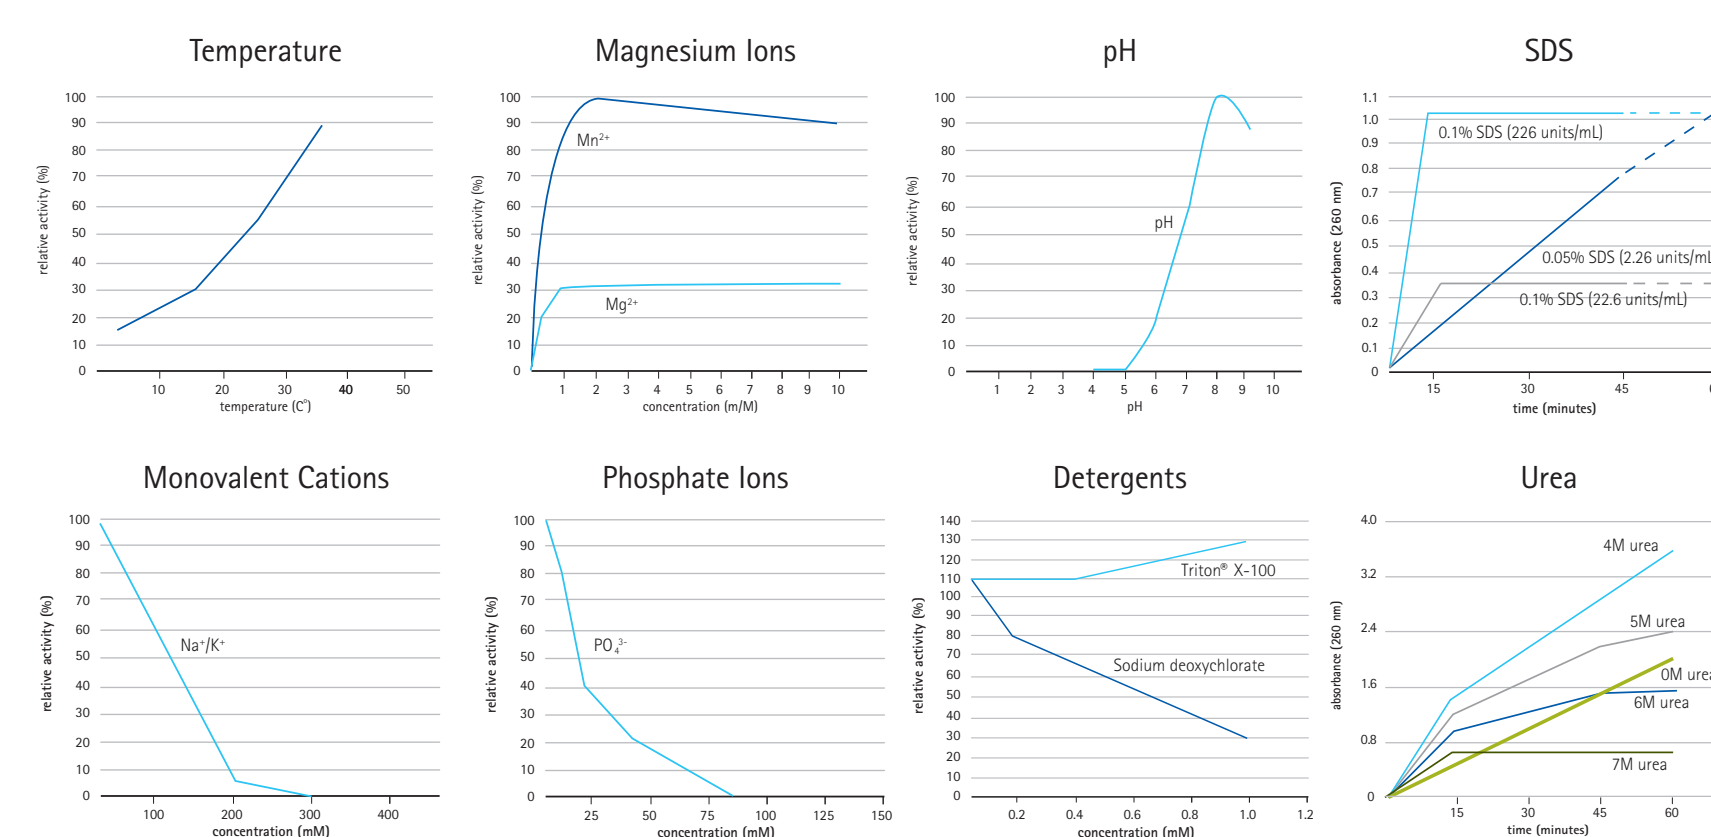 Temperature
100
90
80
70
60
50
40
30
20
10
0
relative activity (%)
10 20 30 40 50
temperature (C°)
Magnesium Ions
100
90
80
70
60
50
40
30
20
10
0
relative activity (%)
Mn²⁺
Mg²⁺
1 2 3 4 5 6 7 8 9 10
concentration (m/M)
pH
100
90
80
70
60
50
40
30
20
10
0
relative activity (%)
pH
1 2 3 4 5 6 7 8 9 10
pH
SDS
1.1
1.0
0.9
0.8
0.7
0.6
0.5
0.4
0.3
0.2
0.1
0
absorbance (260 nm)
0.1% SDS (226 units/mL)
0.05% SDS (2.26 units/mL
0.1% SDS (22.6 units/mL)
15 30 45
time (minutes)
Monovalent Cations
100
90
80
70
60
50
40
30
20
10
0
relative activity (%)
Na⁺/K⁺
100 200 300 400
concentration (mM)
Phosphate Ions
100
90
80
70
60
50
40
30
20
10
0
relative activity (%)
PO₄³⁻
25 50 75 100 125 150
concentration (mM)
Detergents
140
130
120
110
100
90
80
70
60
50
40
30
20
10
0
relative activity (%)
Triton® X-100
Sodium deoxychlorate
0.2 0.4 0.6 0.8 1.0 1.2
concentration (mM)
Urea
4.0
3.2
2.4
1.6
0.8
0
absorbance (260 nm)
4M urea
5M urea
0M urea
6M urea
7M urea
15 30 45 60
time (minutes)